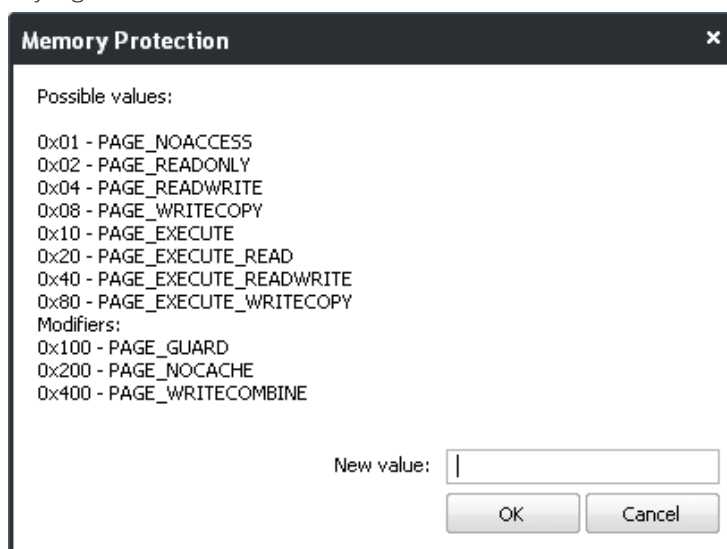 Memory Protection
Possible values:
0x01 - PAGE_NOACCESS
0x02 - PAGE_READONLY
0x04 - PAGE_READWRITE
0x08 - PAGE_WRITECOPY
0x10 - PAGE_EXECUTE
0x20 - PAGE_EXECUTE_READ
0x40 - PAGE_EXECUTE_READWRITE
0x80 - PAGE_EXECUTE_WRITECOPY
Modifiers:
0x100 - PAGE_GUARD
0x200 - PAGE_NOCACHE
0x400 - PAGE_WRITECOMBINE
New value:
OK Cancel